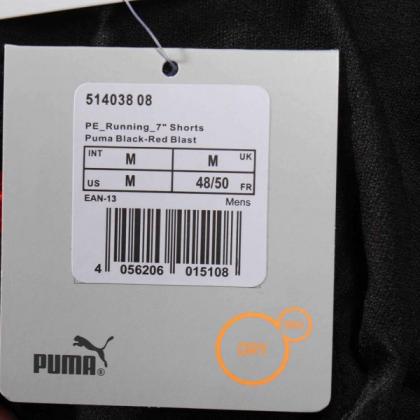 514038 08
PE_Running_7" Shorts
Puma Black-Red Blast
INT M M UK
US M 48/50 FR
EAN-13 Mens
4 056206 015108
PUMA®
DRY